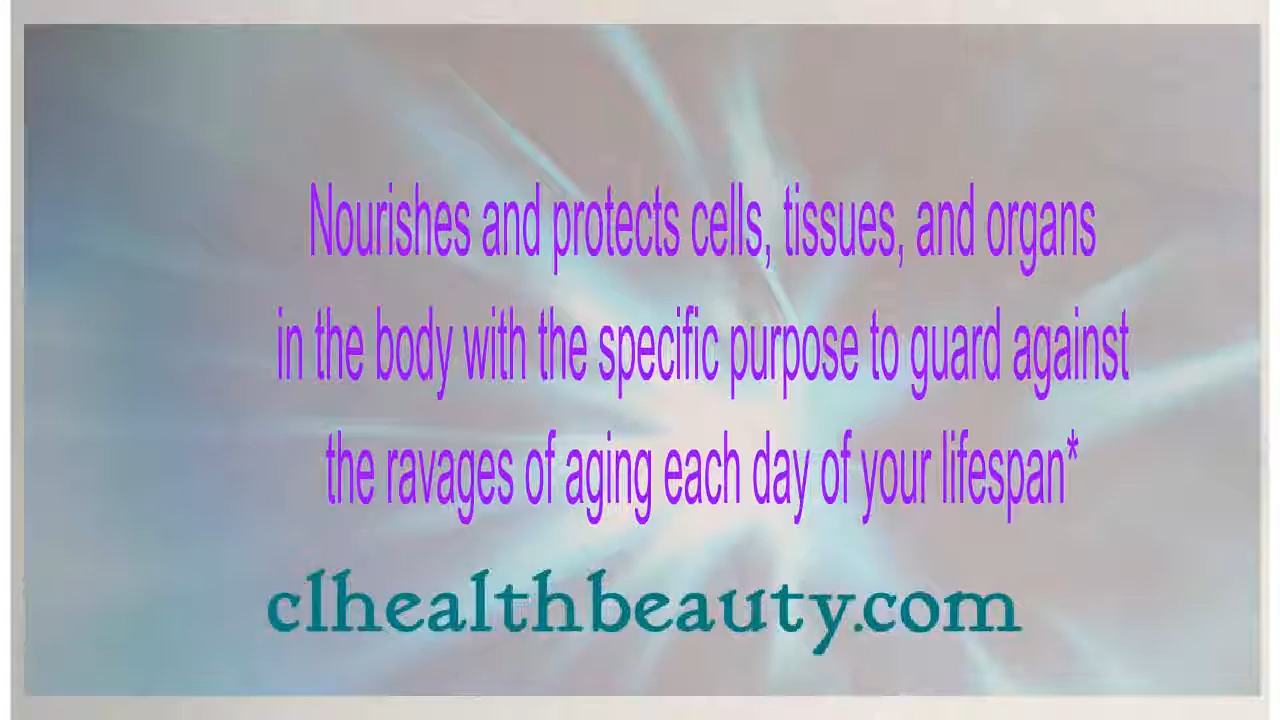 Nourishes and protects cells, tissues, and organs
in the body with the specific purpose to guard against
the ravages of aging each day of your lifespan*
clhealthbeauty.com